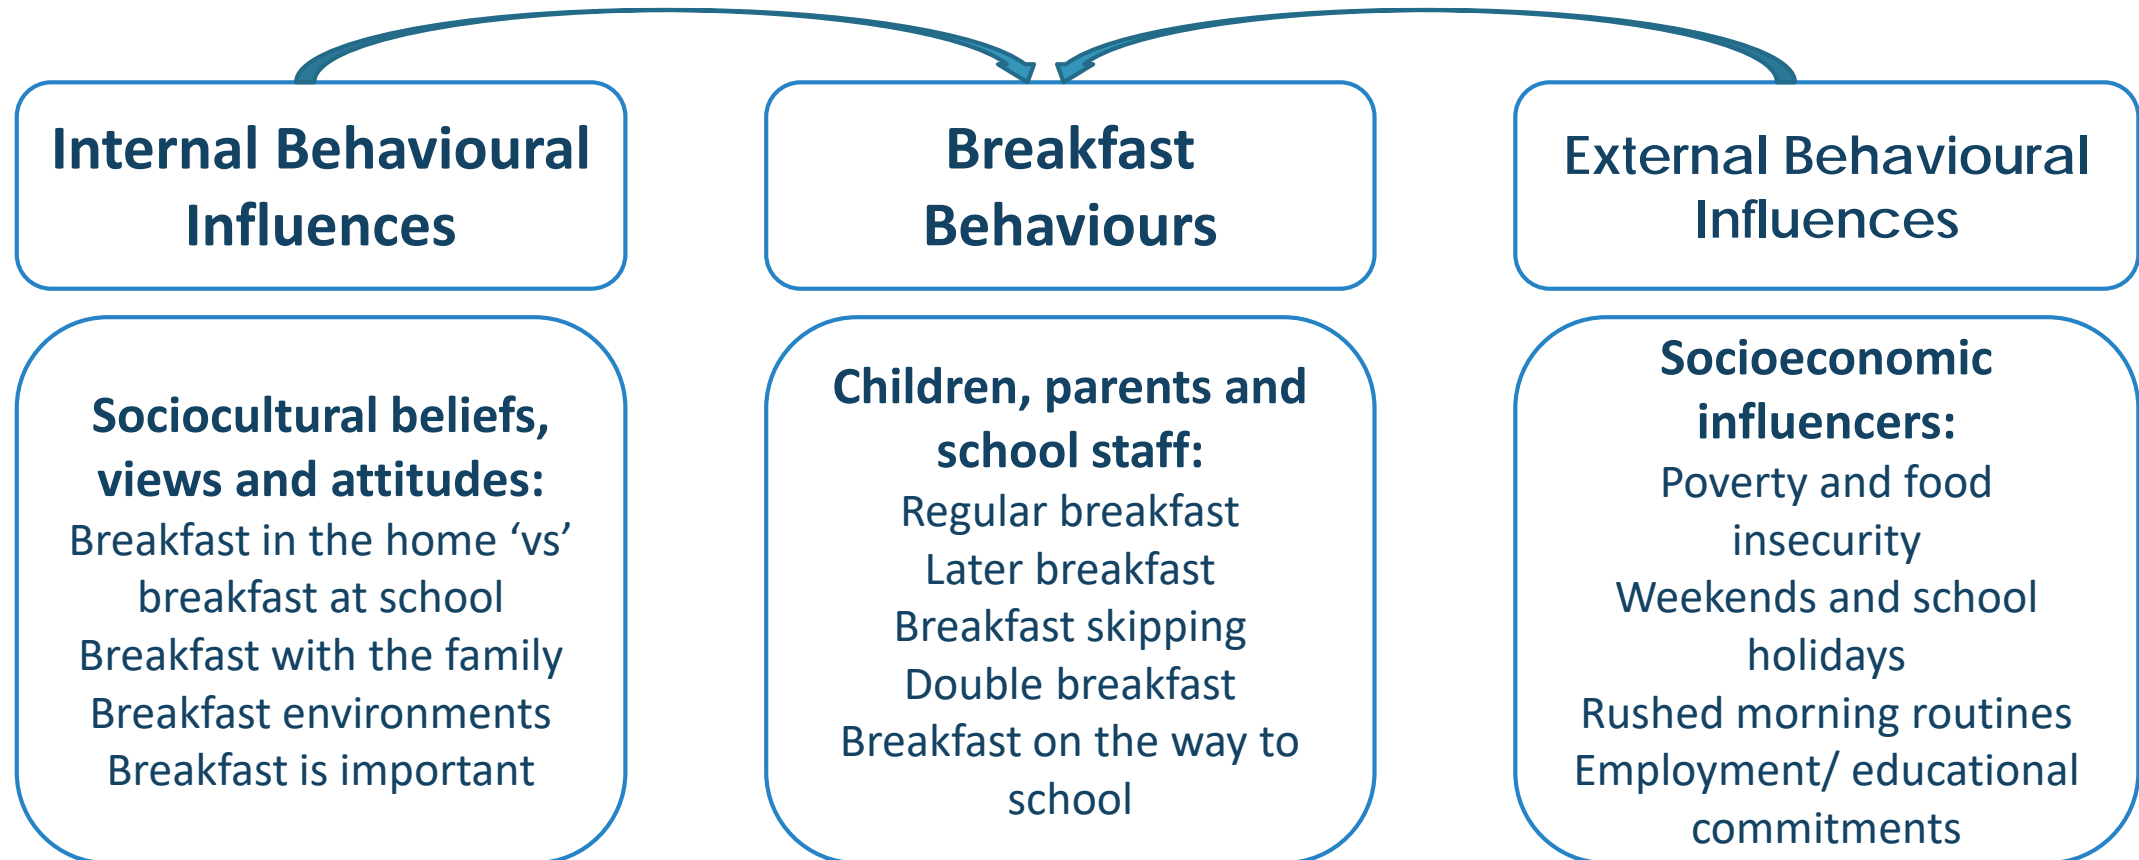 Internal Behavioural
Influences
Breakfast
Behaviours
External Behavioural
Influences
Sociocultural beliefs,
views and attitudes:
Breakfast in the home ‘vs’
breakfast at school
Breakfast with the family
Breakfast environments
Breakfast is important
Children, parents and
school staff:
Regular breakfast
Later breakfast
Breakfast skipping
Double breakfast
Breakfast on the way to
school
Socioeconomic
influencers:
Poverty and food
insecurity
Weekends and school
holidays
Rushed morning routines
Employment/ educational
commitments